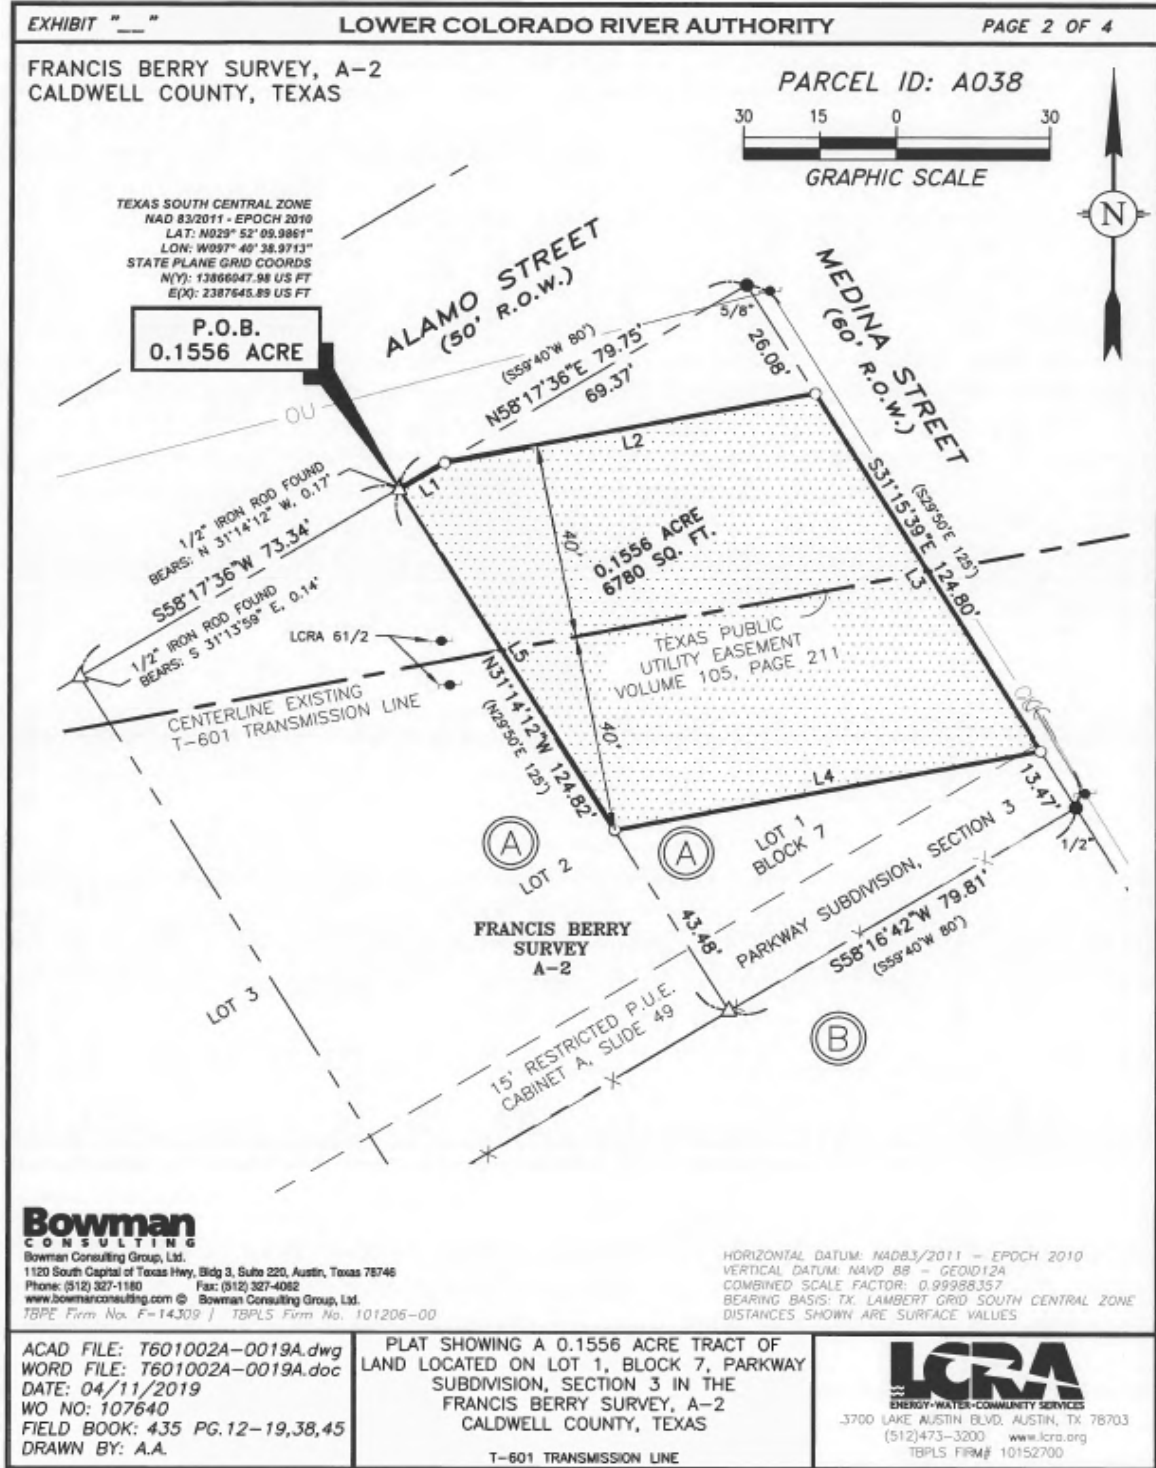 EXHIBIT "__"
LOWER COLORADO RIVER AUTHORITY
PAGE 2 OF 4
FRANCIS BERRY SURVEY, A-2
CALDWELL COUNTY, TEXAS
PARCEL ID: A038
30 15 0 30
GRAPHIC SCALE
N
TEXAS SOUTH CENTRAL ZONE
NAD 83/2011 - EPOCH 2010
LAT: N029° 52' 09.9861"
LON: W097° 40' 38.9713"
STATE PLANE GRID COORDS
N(Y): 13866047.98 US FT
E(X): 2387645.89 US FT
P.O.B.
0.1556 ACRE
ALAMO STREET
(50' R.O.W.)
MEDINA STREET
(60' R.O.W.)
OU
(S59°40'W 80')
N58°17'36"E 79.75'
69.37'
5/8"
26.08'
L1
L2
1/2" IRON ROD FOUND
BEARS: N 31°14'12" W, 0.17'
S58°17'36"W 73.34'
1/2" IRON ROD FOUND
BEARS: S 31°13'59" E, 0.14'
40'
0.1556 ACRE
6780 SQ. FT.
(S29°50'E 125')
S31°15'39"E 124.80'
L3
LCRA 61/2
L5
TEXAS PUBLIC
UTILITY EASEMENT
VOLUME 105, PAGE 211
CENTERLINE EXISTING
T-601 TRANSMISSION LINE
N31°14'12"W 124.82'
(N29°50'E 125')
40'
L4
OU
13.47'
1/2"
A
LOT 2
A
LOT 1
BLOCK 7
PARKWAY SUBDIVISION, SECTION 3
S58°16'42"W 79.81'
(S59°40'W 80')
43.48'
FRANCIS BERRY
SURVEY
A-2
LOT 3
15' RESTRICTED P.U.E.
CABINET A, SLIDE 49
B
Bowman
CONSULTING
Bowman Consulting Group, Ltd.
1120 South Capital of Texas Hwy, Bldg 3, Suite 220, Austin, Texas 78746
Phone: (512) 327-1180 Fax: (512) 327-4062
www.bowmanconsulting.com © Bowman Consulting Group, Ltd.
TBPE Firm No. F-14309 | TBPLS Firm No. 101206-00
HORIZONTAL DATUM: NAD83/2011 - EPOCH 2010
VERTICAL DATUM: NAVD 88 - GEOID12A
COMBINED SCALE FACTOR: 0.99988357
BEARING BASIS: TX. LAMBERT GRID SOUTH CENTRAL ZONE
DISTANCES SHOWN ARE SURFACE VALUES
ACAD FILE: T601002A-0019A.dwg
WORD FILE: T601002A-0019A.doc
DATE: 04/11/2019
WO NO: 107640
FIELD BOOK: 435 PG.12-19,38,45
DRAWN BY: A.A.
PLAT SHOWING A 0.1556 ACRE TRACT OF
LAND LOCATED ON LOT 1, BLOCK 7, PARKWAY
SUBDIVISION, SECTION 3 IN THE
FRANCIS BERRY SURVEY, A-2
CALDWELL COUNTY, TEXAS
T-601 TRANSMISSION LINE
LCRA
ENERGY•WATER•COMMUNITY SERVICES
3700 LAKE AUSTIN BLVD. AUSTIN, TX 78703
(512)473-3200 www.lcra.org
TBPLS FIRM# 10152700